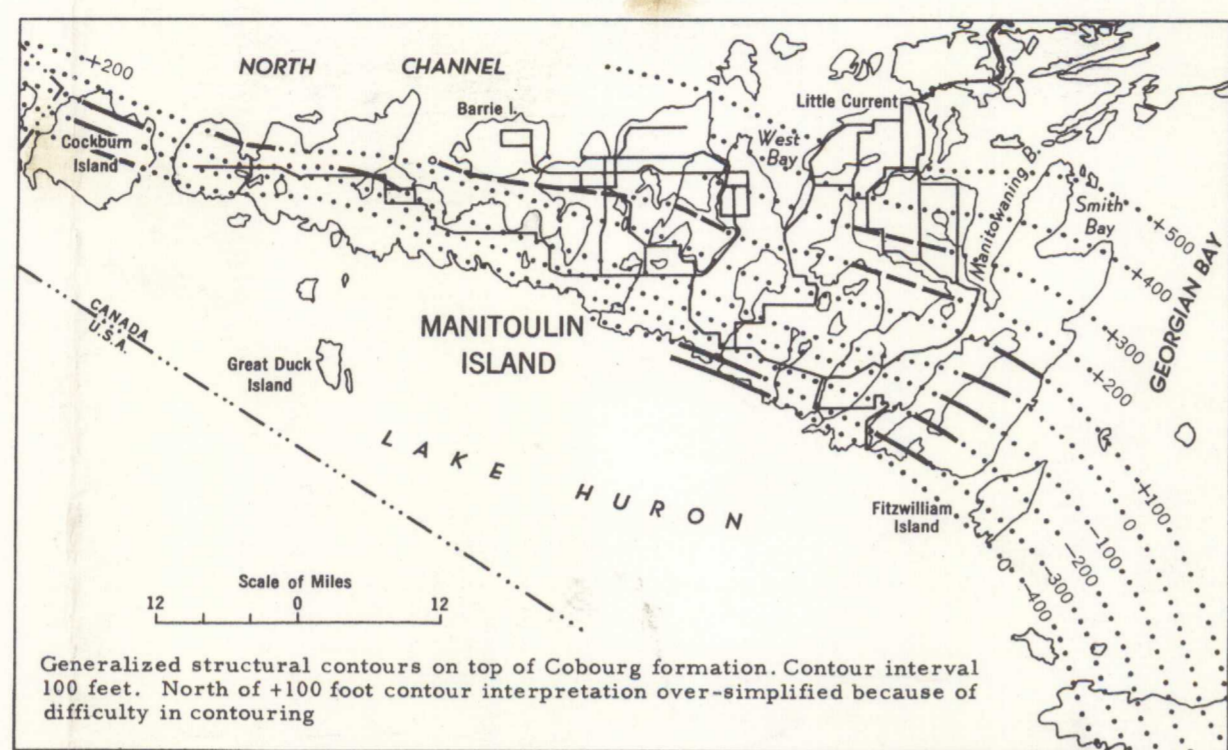 +200
NORTH CHANNEL
Barrie I.
Little Current
West
Bay
Cockburn
Island
Manitowaning B.
Smith
Bay
+500
+400
+300
+200
+100
0
-100
-200
-300
-400
GEORGIAN BAY
CANADA
U.S.A.
MANITOULIN
ISLAND
Great Duck
Island
LAKE HURON
Fitzwilliam
Island
Scale of Miles
12 0 12
Generalized structural contours on top of Cobourg formation. Contour interval
100 feet. North of +100 foot contour interpretation over-simplified because of
difficulty in contouring